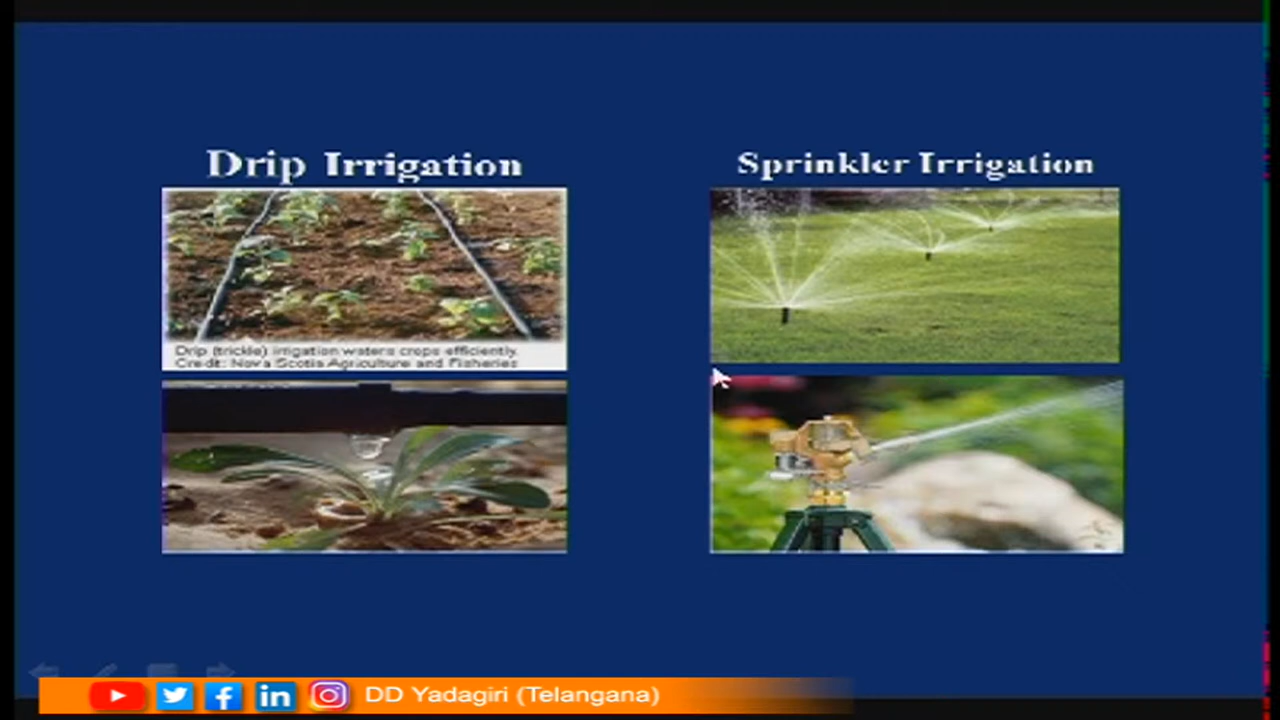 Drip Irrigation
Sprinkler Irrigation
Drip (trickle) irrigation waters crops efficiently.
Credit: Nova Scotia Agriculture and Fisheries
DD Yadagiri (Telangana)